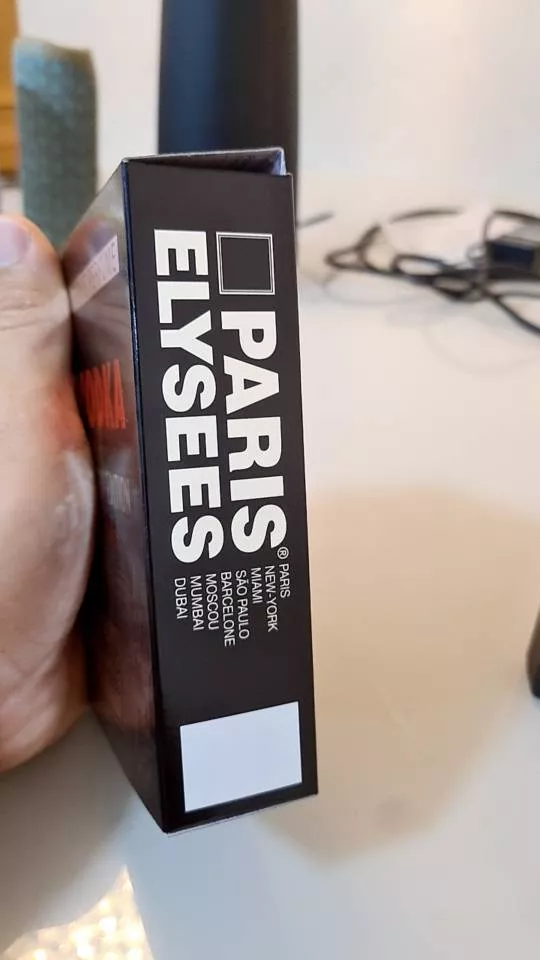 PARIS
ELYSEES
®
PARIS
NEW-YORK
MIAMI
SÃO PAULO
BARCELONE
MOSCOU
MUMBAI
DUBAI